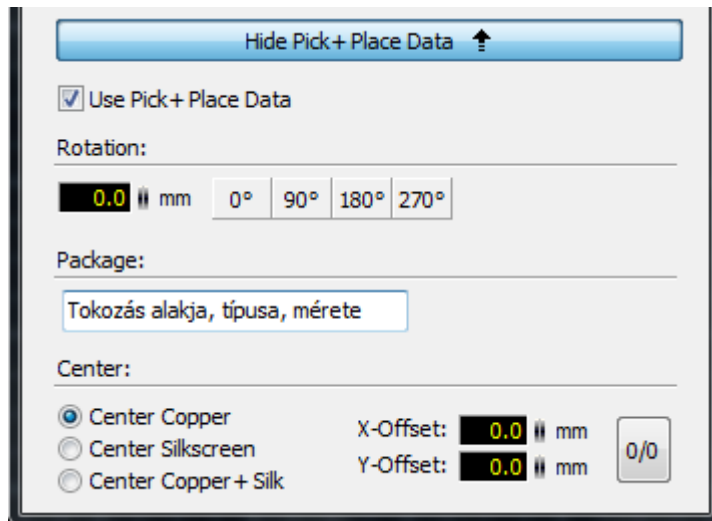 Hide Pick+Place Data
Use Pick+Place Data
Rotation:
0.0 mm 0° 90° 180° 270°
Package:
Tokozás alakja, típusa, mérete
Center:
Center Copper
X-Offset: 0.0 mm
Center Silkscreen
Y-Offset: 0.0 mm
0/0
Center Copper+Silk